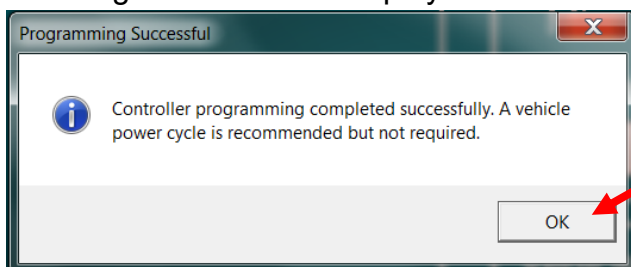 Programming Successful
X
Controller programming completed successfully. A vehicle
power cycle is recommended but not required.
OK